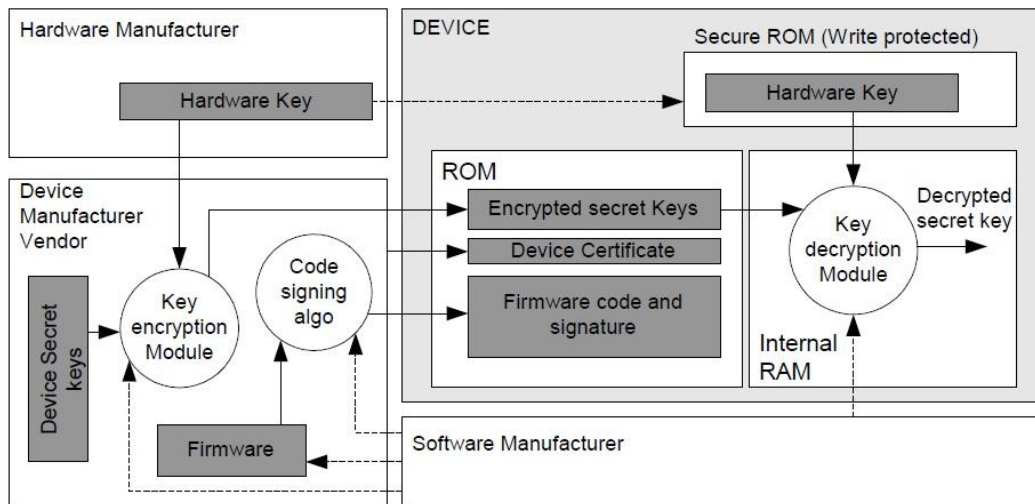 Hardware Manufacturer
Hardware Key
DEVICE
Secure ROM (Write protected)
Hardware Key
Device
Manufacturer
Vendor
Device Secret
keys
Key
encryption
Module
Code
signing
algo
Firmware
ROM
Encrypted secret Keys
Device Certificate
Firmware code and
signature
Key
decryption
Module
Decrypted
secret key
Internal
RAM
Software Manufacturer